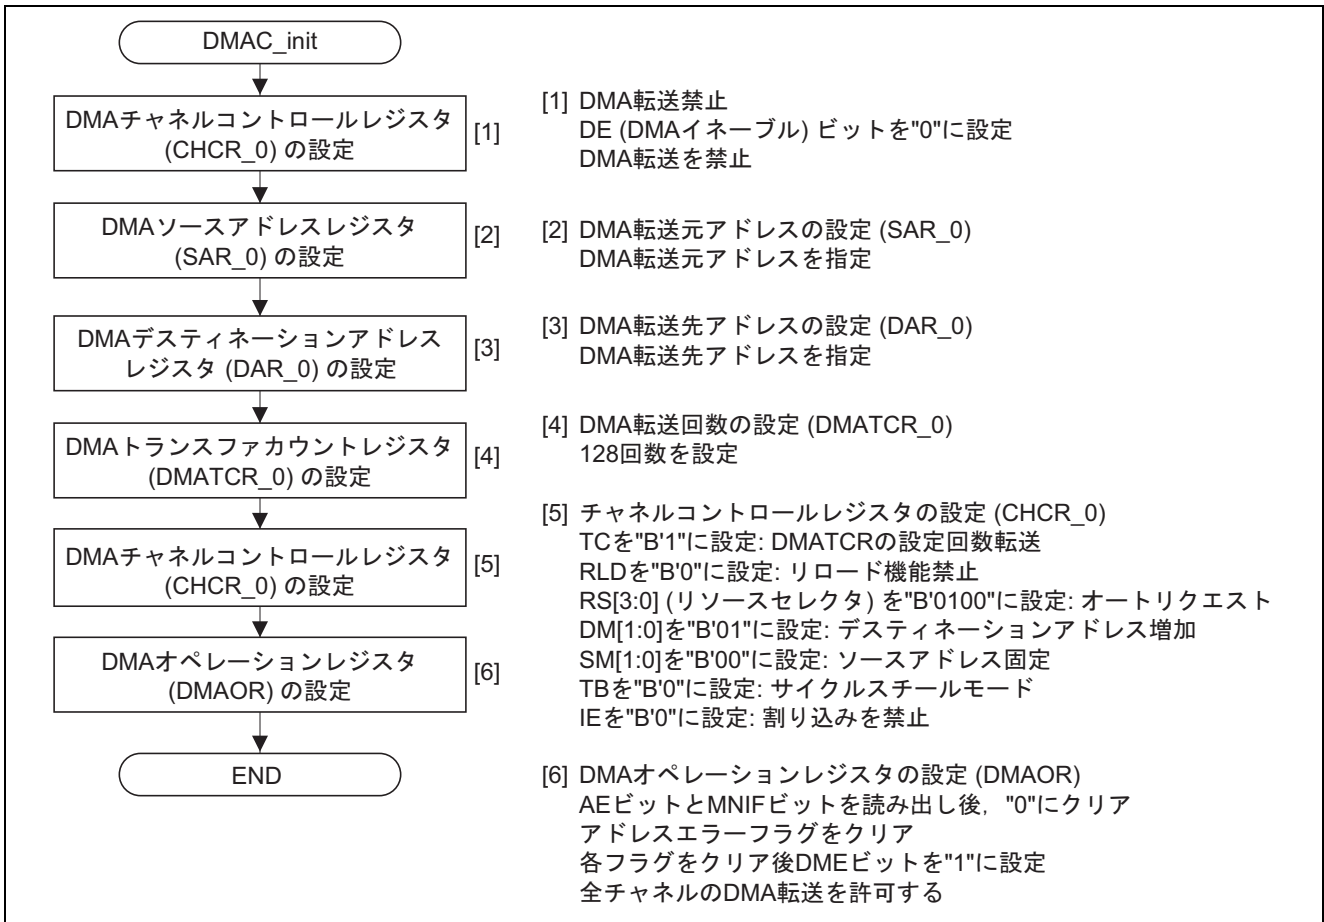 DMAC_init
DMAチャネルコントロールレジスタ
(CHCR_0) の設定
[1]
DMAソースアドレスレジスタ
(SAR_0) の設定
[2]
DMAデスティネーションアドレス
レジスタ (DAR_0) の設定
[3]
DMAトランスファカウントレジスタ
(DMATCR_0) の設定
[4]
DMAチャネルコントロールレジスタ
(CHCR_0) の設定
[5]
DMAオペレーションレジスタ
(DMAOR) の設定
[6]
END
[1] DMA転送禁止
DE (DMAイネーブル) ビットを"0"に設定
DMA転送を禁止
[2] DMA転送元アドレスの設定 (SAR_0)
DMA転送元アドレスを指定
[3] DMA転送先アドレスの設定 (DAR_0)
DMA転送先アドレスを指定
[4] DMA転送回数の設定 (DMATCR_0)
128回数を設定
[5] チャネルコントロールレジスタの設定 (CHCR_0)
TCを"B'1"に設定: DMATCRの設定回数転送
RLDを"B'0"に設定: リロード機能禁止
RS[3:0] (リソースセレクタ) を"B'0100"に設定: オートリクエスト
DM[1:0]を"B'01"に設定: デスティネーションアドレス増加
SM[1:0]を"B'00"に設定: ソースアドレス固定
TBを"B'0"に設定: サイクルスチールモード
IEを"B'0"に設定: 割り込みを禁止
[6] DMAオペレーションレジスタの設定 (DMAOR)
AEビットとMNIFビットを読み出し後，"0"にクリア
アドレスエラーフラグをクリア
各フラグをクリア後DMEビットを"1"に設定
全チャネルのDMA転送を許可する